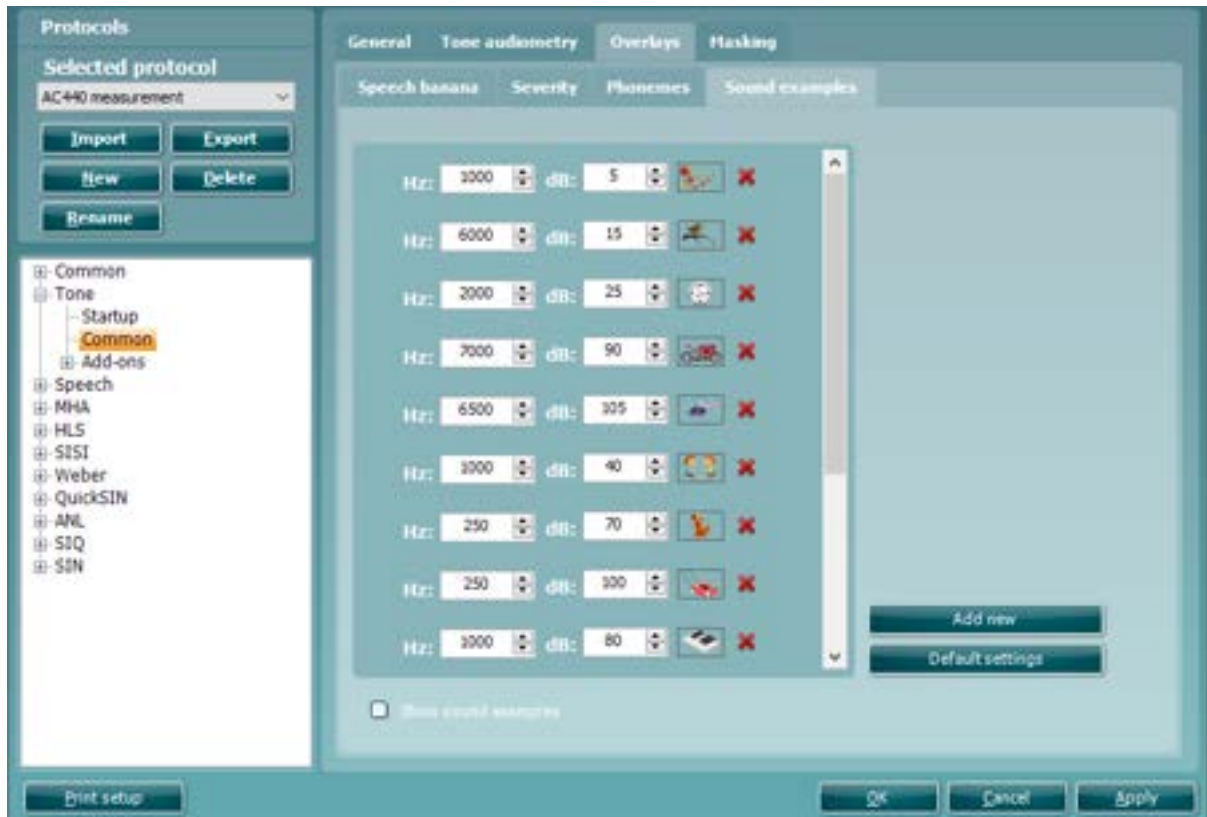 Protocols
Selected protocol
AC440 measurement
Import Export
New Delete
Rename
Common
Tone
Startup
Common
Add-ons
Speech
MHA
HLS
SISI
Weber
QuickSIN
ANL
SIQ
SIN
General Tone audiometry Overlays Masking
Speech banana Severity Phonemes Sound examples
Hz: 1000 dB: 5
Hz: 6000 dB: 15
Hz: 2000 dB: 25
Hz: 7000 dB: 90
Hz: 6500 dB: 105
Hz: 1000 dB: 40
Hz: 250 dB: 70
Hz: 250 dB: 100
Hz: 1000 dB: 80
Add new
Default settings
Show sound examples
Print setup OK Cancel Apply